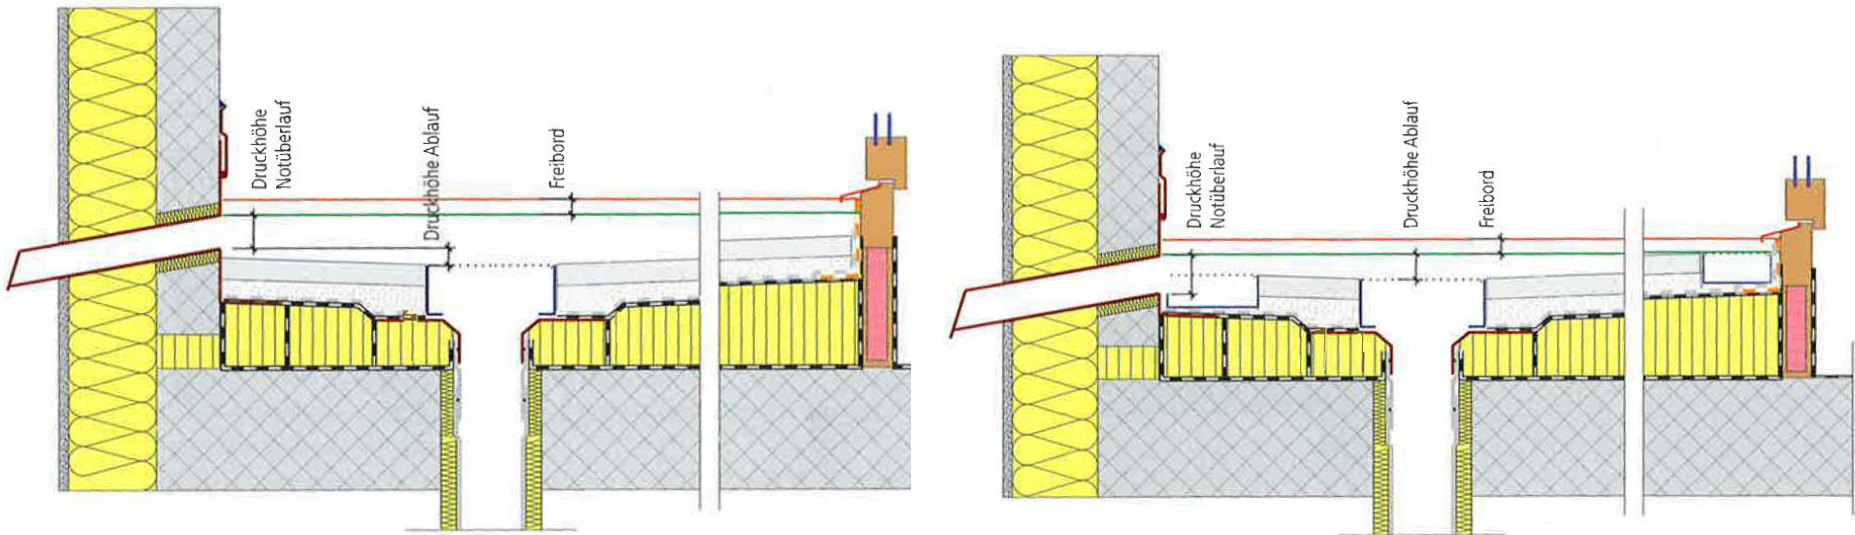 Druckhöhe
Notüberlauf
Druckhöhe Ablauf
Freibord
Druckhöhe
Notüberlauf
Druckhöhe Ablauf
Freibord